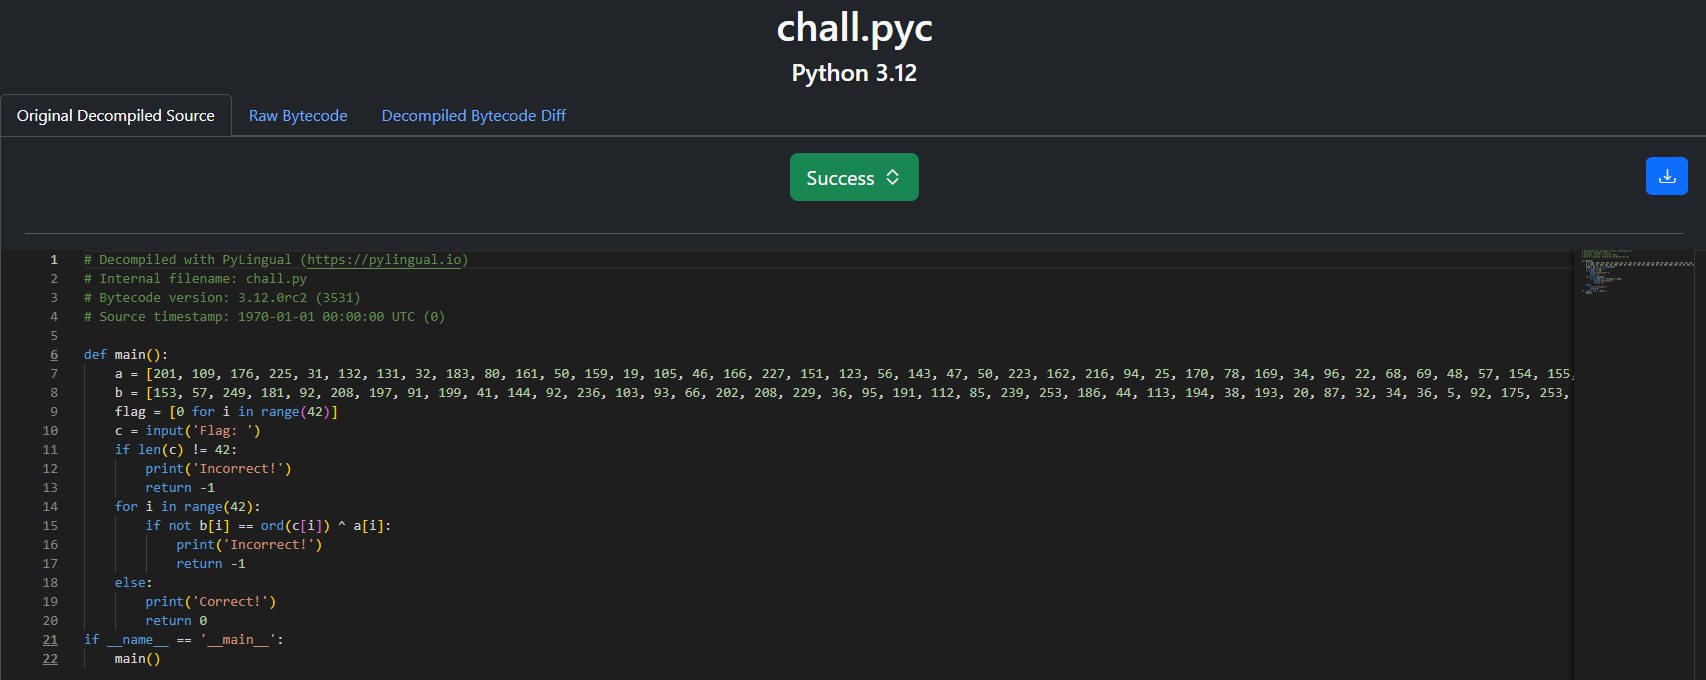 chall.pyc
Python 3.12
Original Decompiled Source
Raw Bytecode
Decompiled Bytecode Diff
Success
1 # Decompiled with PyLingual (https://pylingual.io)
2 # Internal filename: chall.py
3 # Bytecode version: 3.12.0rc2 (3531)
4 # Source timestamp: 1970-01-01 00:00:00 UTC (0)
5
6 def main():
7     a = [201, 109, 176, 225, 31, 132, 131, 32, 183, 80, 161, 50, 159, 19, 105, 46, 166, 227, 151, 123, 56, 143, 47, 50, 223, 162, 216, 94, 25, 170, 78, 169, 34, 96, 22, 68, 69, 48, 57, 154, 155,
8     b = [153, 57, 249, 181, 92, 208, 197, 91, 199, 41, 144, 92, 236, 103, 93, 66, 202, 208, 229, 36, 95, 191, 112, 85, 239, 253, 186, 44, 113, 194, 38, 193, 20, 87, 32, 34, 36, 5, 92, 175, 253,
9     flag = [0 for i in range(42)]
10     c = input('Flag: ')
11     if len(c) != 42:
12         print('Incorrect!')
13         return -1
14     for i in range(42):
15         if not b[i] == ord(c[i]) ^ a[i]:
16             print('Incorrect!')
17             return -1
18     else:
19         print('Correct!')
20         return 0
21 if __name__ == '__main__':
22     main()